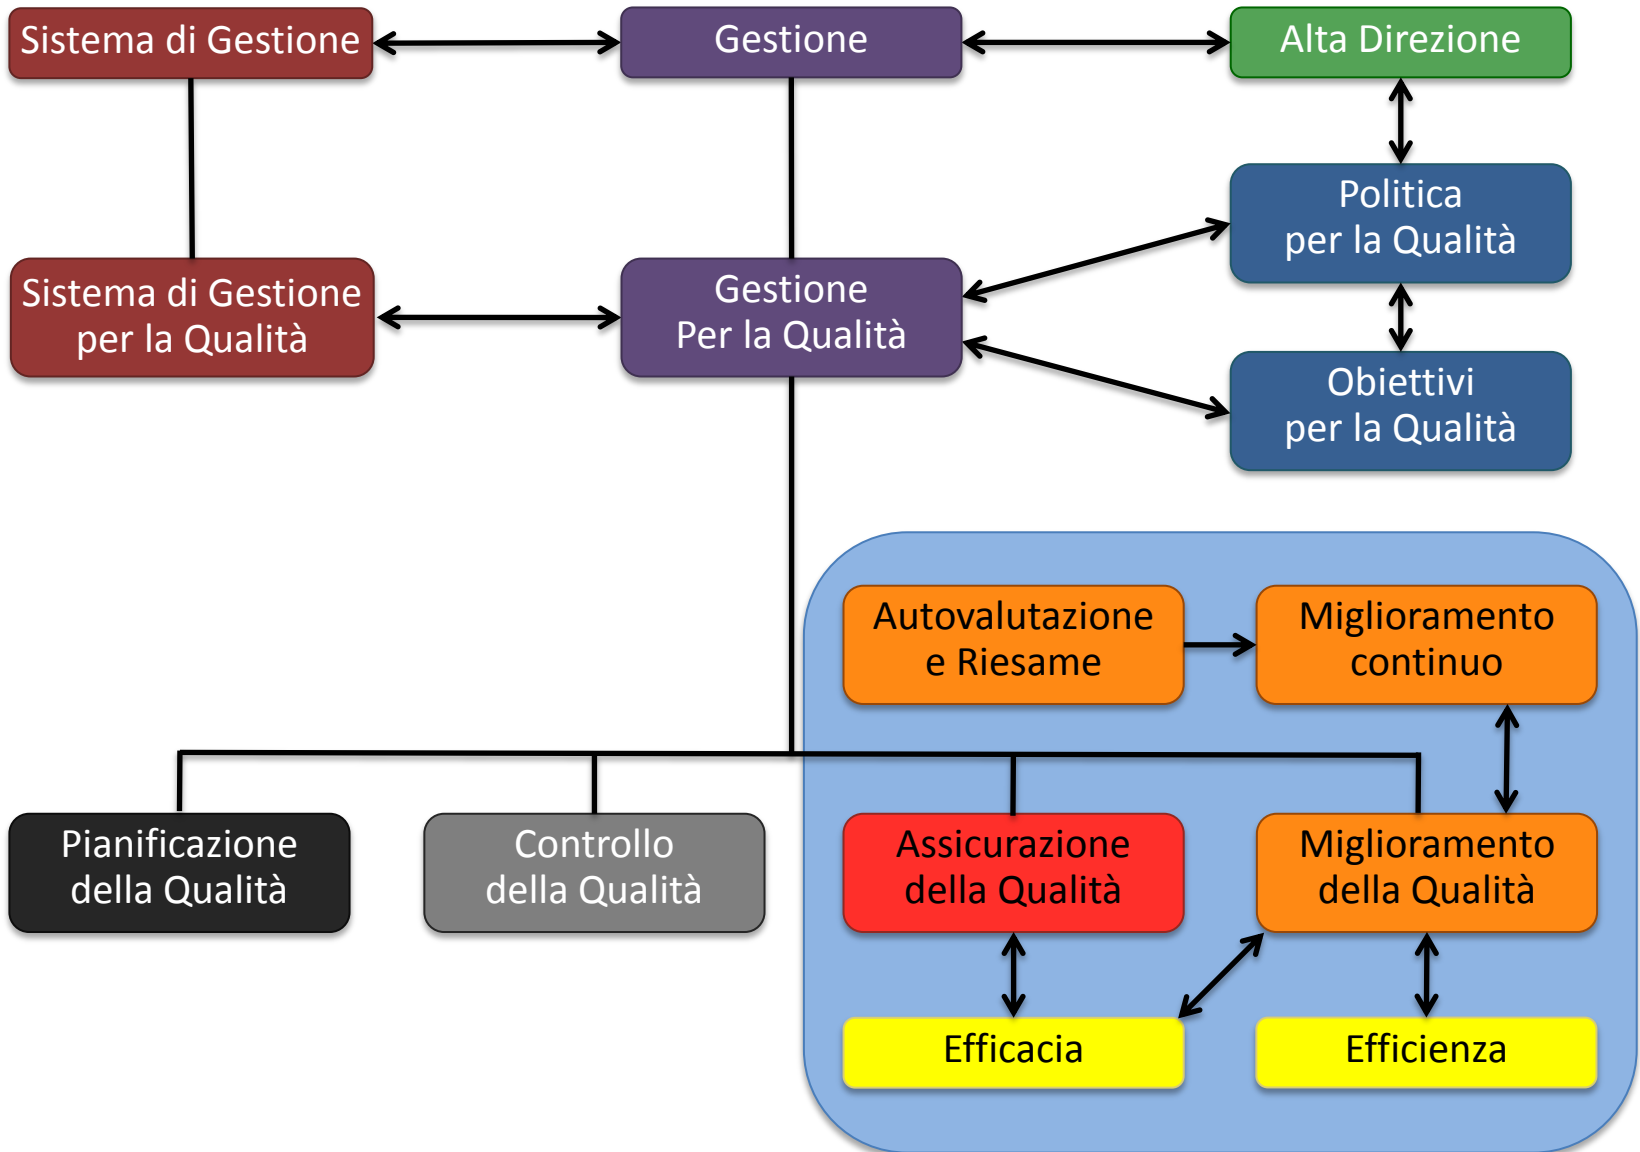 Sistema di Gestione
Gestione
Alta Direzione
Politica
per la Qualità
Sistema di Gestione
per la Qualità
Gestione
Per la Qualità
Obiettivi
per la Qualità
Autovalutazione
e Riesame
Miglioramento
continuo
Pianificazione
della Qualità
Controllo
della Qualità
Assicurazione
della Qualità
Miglioramento
della Qualità
Efficacia
Efficienza